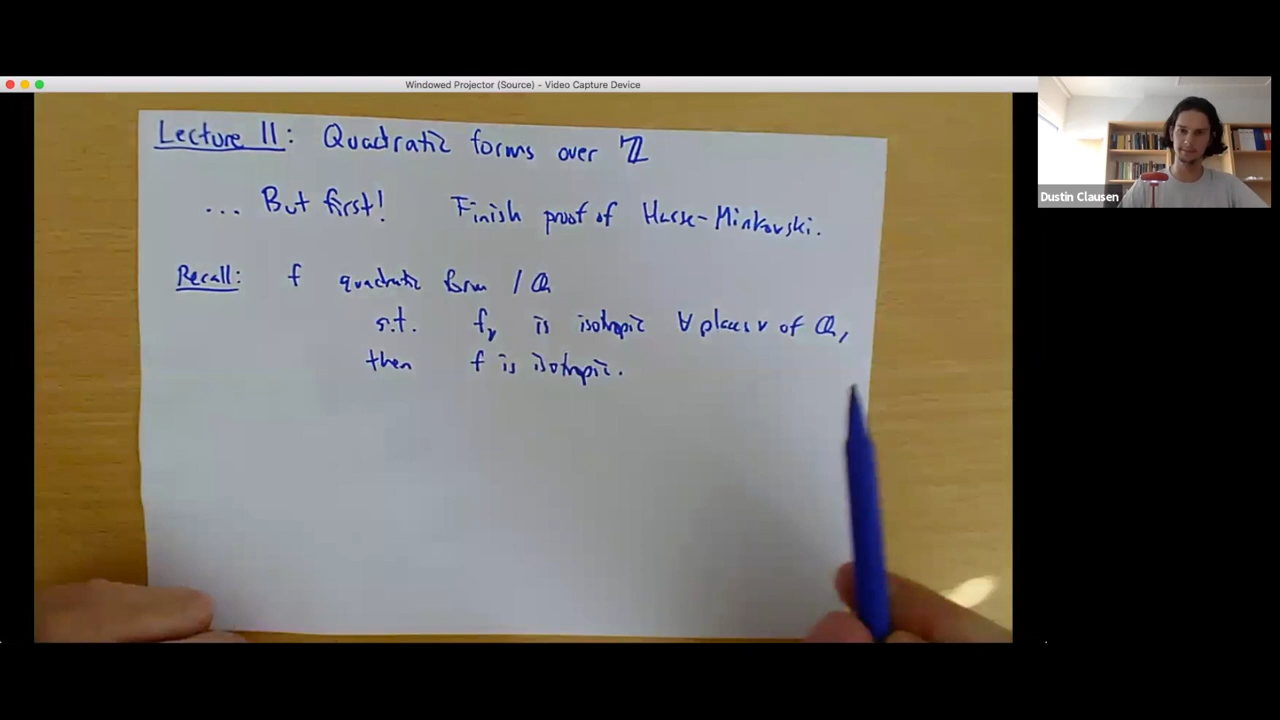 Windowed Projector (Source) - Video Capture Device
Lecture 11: Quadratic forms over ℤ
... But first! Finish proof of Hasse-Minkowski.
Recall: f quadratic form / ℚ
s.t. f_v is isotropic ∀ places v of ℚ,
then f is isotropic.
Dustin Clausen